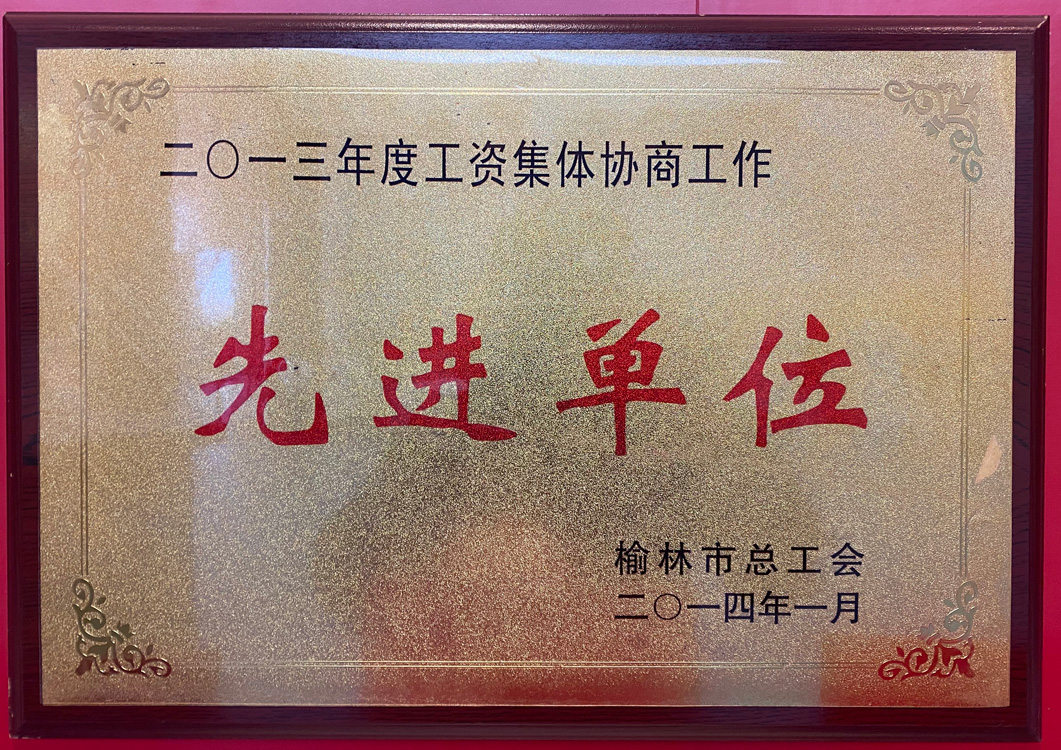 二〇一三年度工资集体协商工作
先进单位
榆林市总工会
二〇一四年一月